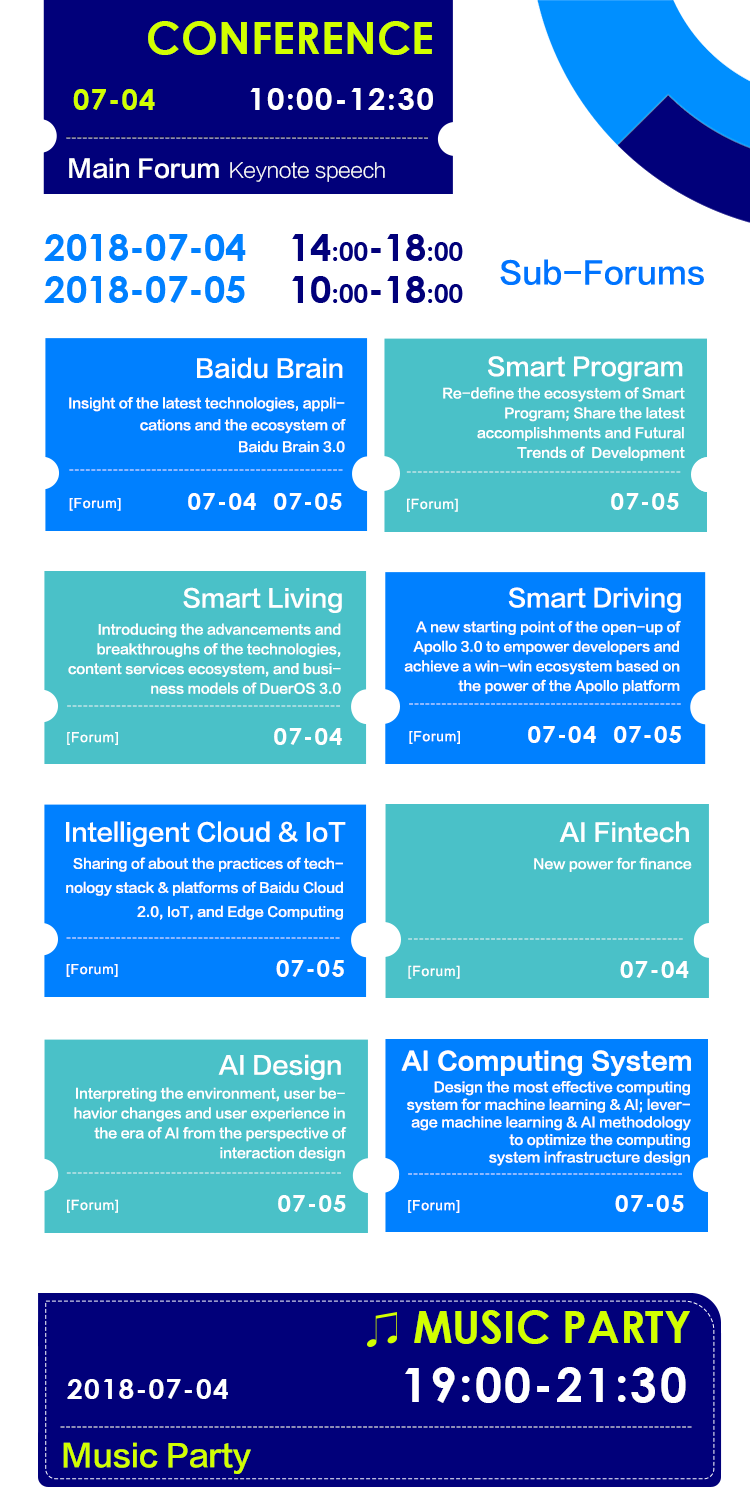 CONFERENCE
07-04 10:00-12:30
Main Forum Keynote speech
2018-07-04 14:00-18:00
2018-07-05 10:00-18:00
Sub-Forums
Baidu Brain
Insight of the latest technologies, appli-
cations and the ecosystem of
Baidu Brain 3.0
[Forum] 07-04 07-05
Smart Program
Re-define the ecosystem of Smart
Program; Share the latest
accomplishments and Futural
Trends of Development
[Forum] 07-05
Smart Living
Introducing the advancements and
breakthroughs of the technologies,
content services ecosystem, and busi-
ness models of DuerOS 3.0
[Forum] 07-04
Smart Driving
A new starting point of the open-up of
Apollo 3.0 to empower developers and
achieve a win-win ecosystem based on
the power of the Apollo platform
[Forum] 07-04 07-05
Intelligent Cloud & IoT
Sharing of about the practices of tech-
nology stack & platforms of Baidu Cloud
2.0, IoT, and Edge Computing
[Forum] 07-05
AI Fintech
New power for finance
[Forum] 07-04
AI Design
Interpreting the environment, user be-
havior changes and user experience in
the era of AI from the perspective of
interaction design
[Forum] 07-05
AI Computing System
Design the most effective computing
system for machine learning & AI; lever-
age machine learning & AI methodology
to optimize the computing
system infrastructure design
[Forum] 07-05
♫ MUSIC PARTY
2018-07-04 19:00-21:30
Music Party